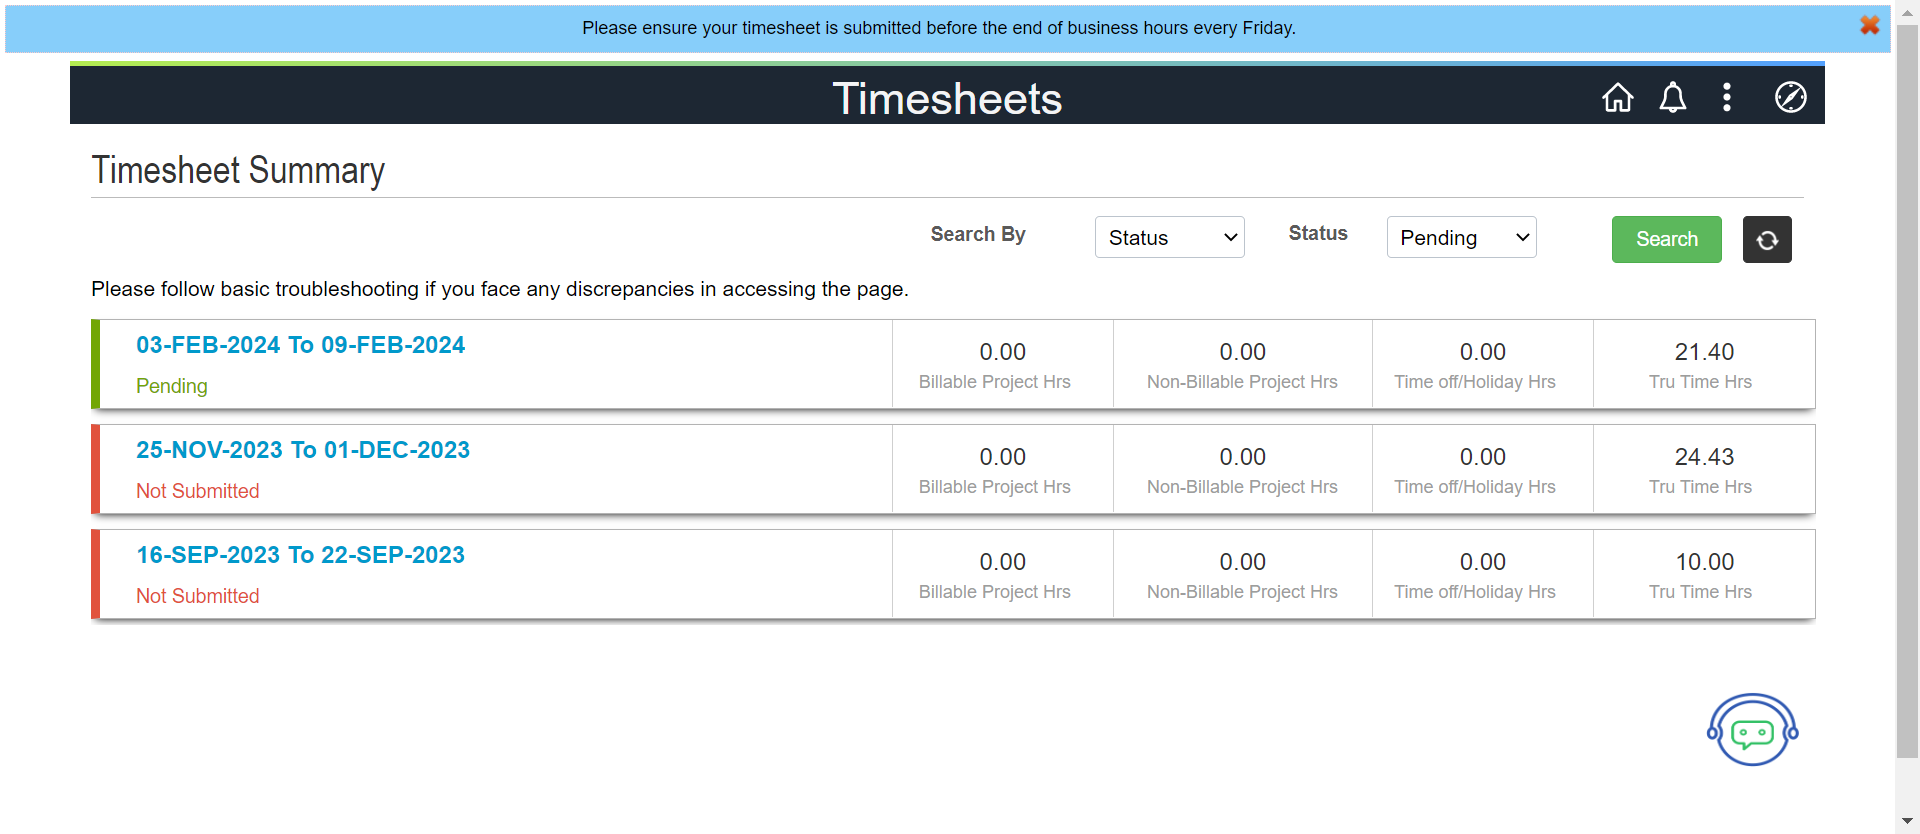 Please ensure your timesheet is submitted before the end of business hours every Friday.
Timesheets
Timesheet Summary
Search By Status Status Pending Search
Please follow basic troubleshooting if you face any discrepancies in accessing the page.
03-FEB-2024 To 09-FEB-2024
Pending
0.00 0.00 0.00 21.40
Billable Project Hrs Non-Billable Project Hrs Time off/Holiday Hrs Tru Time Hrs
25-NOV-2023 To 01-DEC-2023
Not Submitted
0.00 0.00 0.00 24.43
Billable Project Hrs Non-Billable Project Hrs Time off/Holiday Hrs Tru Time Hrs
16-SEP-2023 To 22-SEP-2023
Not Submitted
0.00 0.00 0.00 10.00
Billable Project Hrs Non-Billable Project Hrs Time off/Holiday Hrs Tru Time Hrs